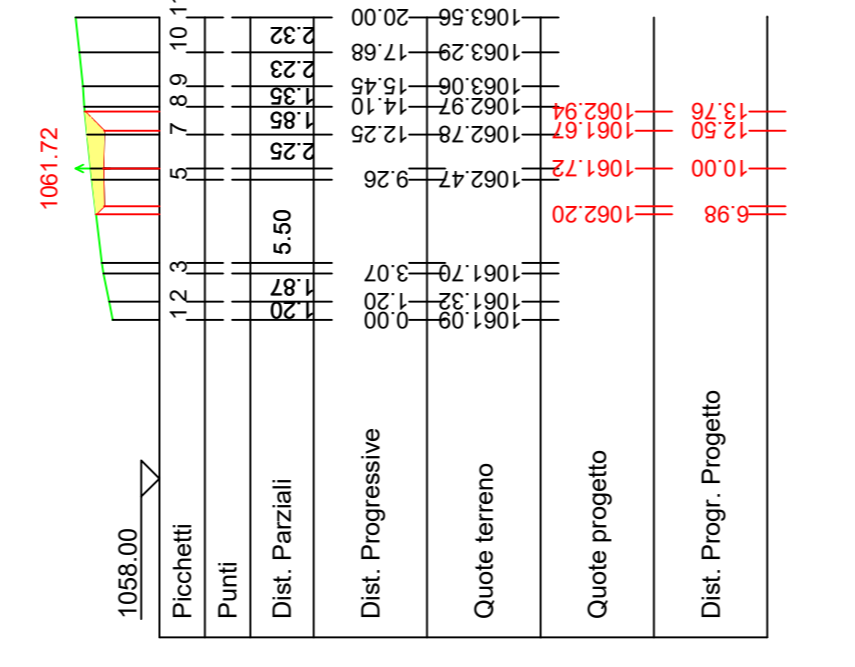 1061.72
1058.00
Picchetti 1 2 3 5 7 8 9 10
Punti
Dist. Parziali 1.20 1.87 5.50 2.25 1.85 1.35 2.23 2.32
Dist. Progressive 0.00 1.20 3.07 9.26 12.25 14.10 15.45 17.68 20.00
Quote terreno 1061.09 1061.32 1061.70 1062.47 1062.78 1062.97 1063.06 1063.29 1063.56
Quote progetto 1062.20 1061.72 1061.67 1062.94
Dist. Progr. Progetto 6.98 10.00 12.50 13.76